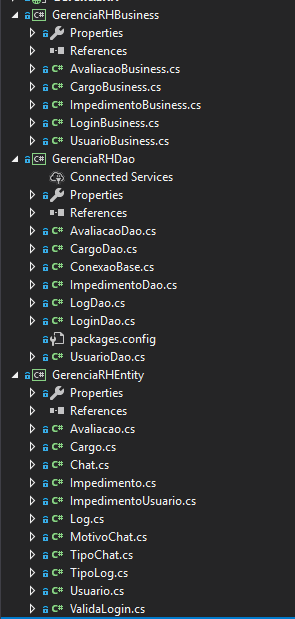 GerenciaRHBusiness
Properties
References
AvaliacaoBusiness.cs
CargoBusiness.cs
ImpedimentoBusiness.cs
LoginBusiness.cs
UsuarioBusiness.cs
GerenciaRHDao
Connected Services
Properties
References
AvaliacaoDao.cs
CargoDao.cs
ConexaoBase.cs
ImpedimentoDao.cs
LogDao.cs
LoginDao.cs
packages.config
UsuarioDao.cs
GerenciaRHEntity
Properties
References
Avaliacao.cs
Cargo.cs
Chat.cs
Impedimento.cs
ImpedimentoUsuario.cs
Log.cs
MotivoChat.cs
TipoChat.cs
TipoLog.cs
Usuario.cs
ValidaLogin.cs